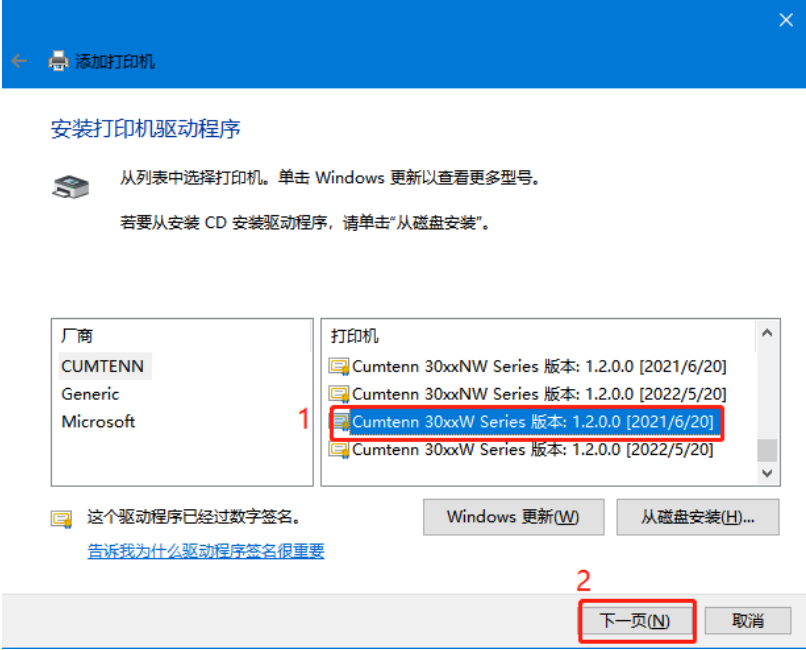 添加打印机
安装打印机驱动程序
从列表中选择打印机。单击 Windows 更新以查看更多型号。
若要从安装 CD 安装驱动程序，请单击“从磁盘安装”。
厂商
CUMTENN
Generic
Microsoft
打印机
Cumtenn 30xxNW Series 版本: 1.2.0.0 [2021/6/20]
Cumtenn 30xxNW Series 版本: 1.2.0.0 [2022/5/20]
1
Cumtenn 30xxW Series 版本: 1.2.0.0 [2021/6/20]
Cumtenn 30xxW Series 版本: 1.2.0.0 [2022/5/20]
这个驱动程序已经过数字签名。
告诉我为什么驱动程序签名很重要
Windows 更新(W)
从磁盘安装(H)...
2
下一页(N)
取消